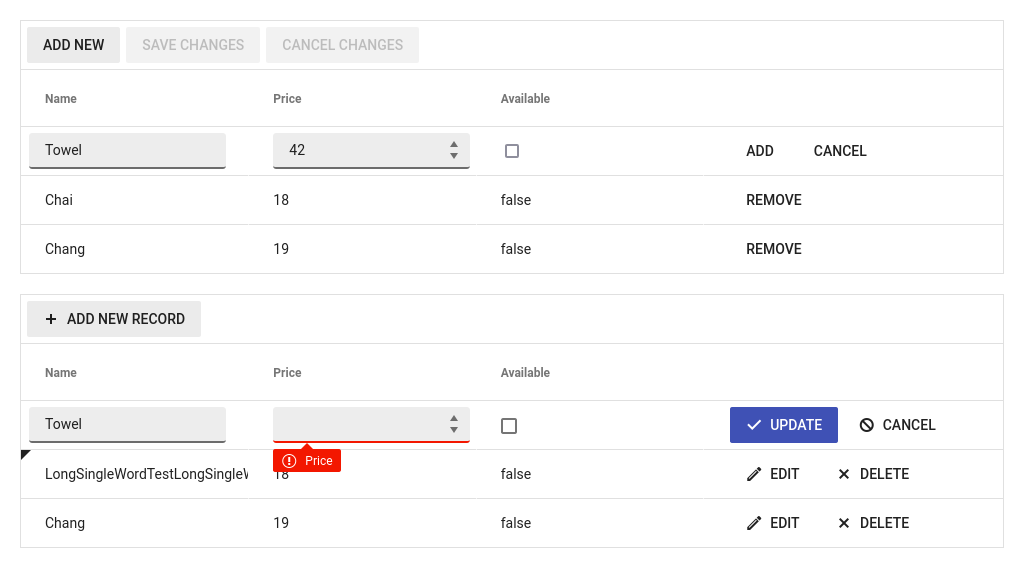 ADD NEW SAVE CHANGES CANCEL CHANGES
Name Price Available
Towel 42 ADD CANCEL
Chai 18 false REMOVE
Chang 19 false REMOVE
ADD NEW RECORD
Name Price Available
Towel UPDATE CANCEL
Price
LongSingleWordTestLongSingleW 18 false EDIT DELETE
Chang 19 false EDIT DELETE